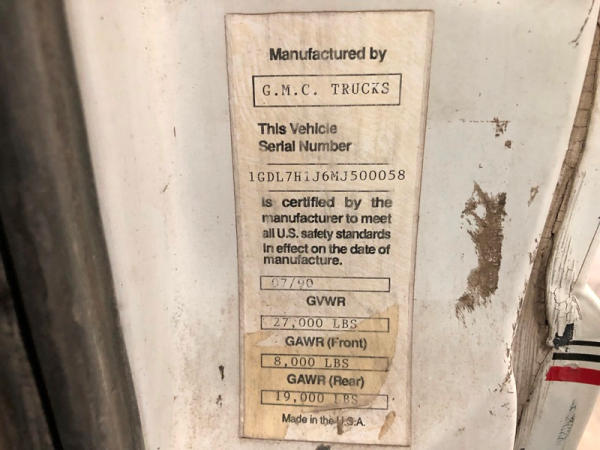 Manufactured by
G.M.C. TRUCKS
This Vehicle
Serial Number
1GDL7H1J6MJ500058
is certified by the
manufacturer to meet
all U.S. safety standards
in effect on the date of
manufacture.
07/90
GVWR
27,000 LBS
GAWR (Front)
8,000 LBS
GAWR (Rear)
19,000 LBS
Made in the U.S.A.